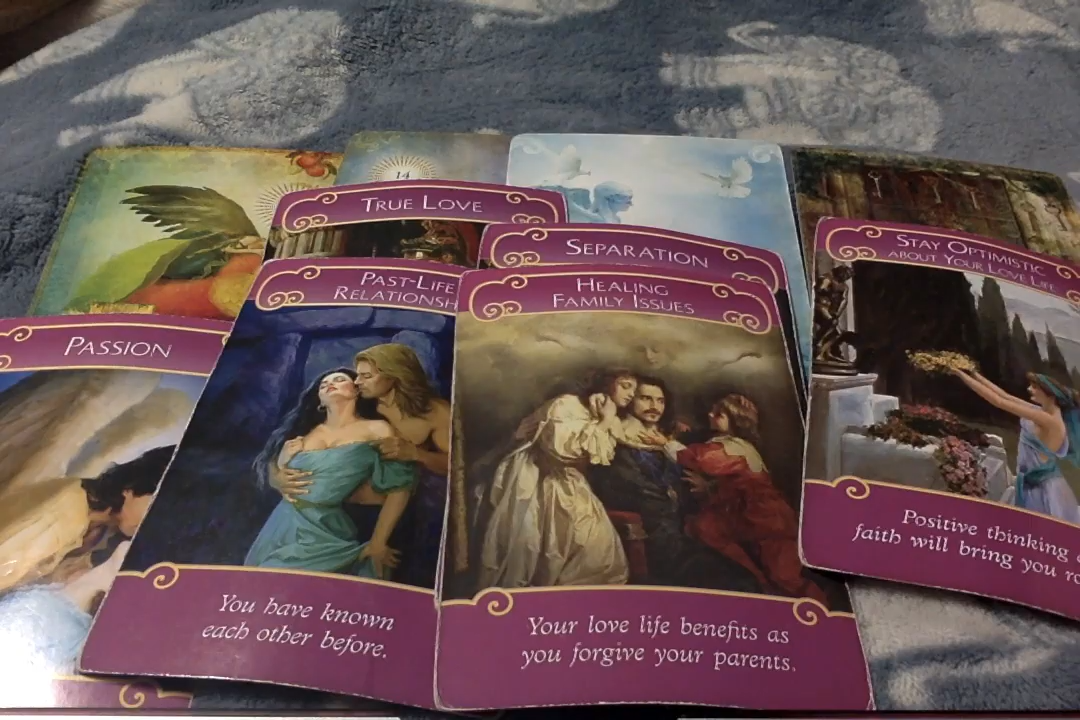 14
TRUE LOVE
SEPARATION
STAY OPTIMISTIC
ABOUT YOUR LOVE LIFE
PAST-LIFE
HEALING
FAMILY ISSUES
PASSION
You have known
each other before.
Your love life benefits as
you forgive your parents.
Positive thinking
faith will bring you